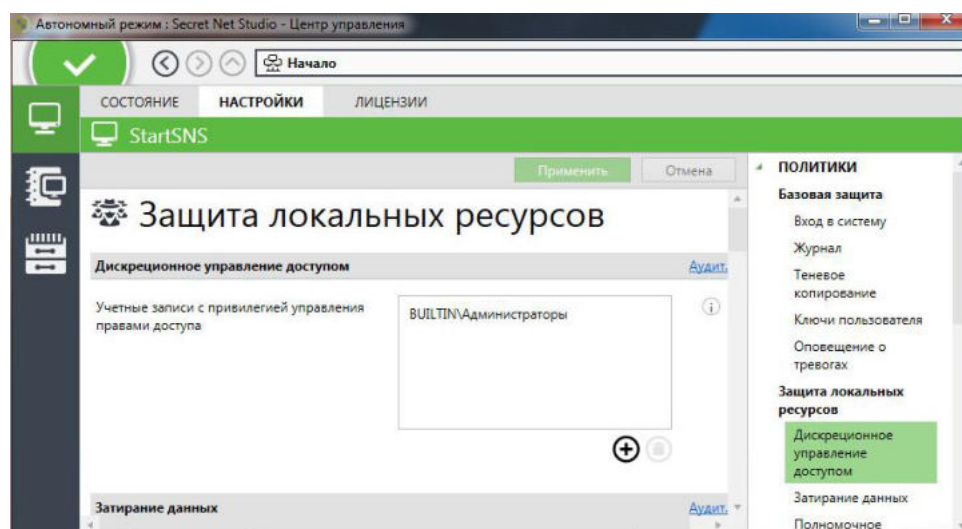 Автономный режим : Secret Net Studio - Центр управления
Начало
СОСТОЯНИЕ НАСТРОЙКИ ЛИЦЕНЗИИ
StartSNS
Применить Отмена
Защита локальных ресурсов
Дискреционное управление доступом Аудит.
Учетные записи с привилегией управления
правами доступа
BUILTIN\Администраторы
Затирание данных Аудит.
ПОЛИТИКИ
Базовая защита
Вход в систему
Журнал
Теневое
копирование
Ключи пользователя
Оповещение о
тревогах
Защита локальных
ресурсов
Дискреционное
управление
доступом
Затирание данных
Полномочное